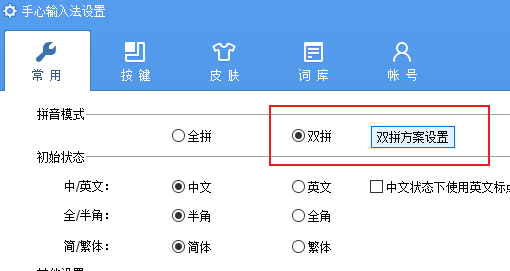 手心输入法设置
常用 按键 皮肤 词库 帐号
拼音模式
全拼 双拼 双拼方案设置
初始状态
中/英文： 中文 英文 中文状态下使用英文标点
全/半角： 半角 全角
简/繁体： 简体 繁体